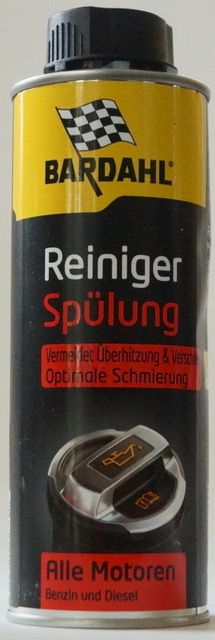 BARDAHL
Reiniger
Spülung
Vermeidet Überhitzung &
Optimale Schmierung
Alle Motoren
Benzin und Diesel